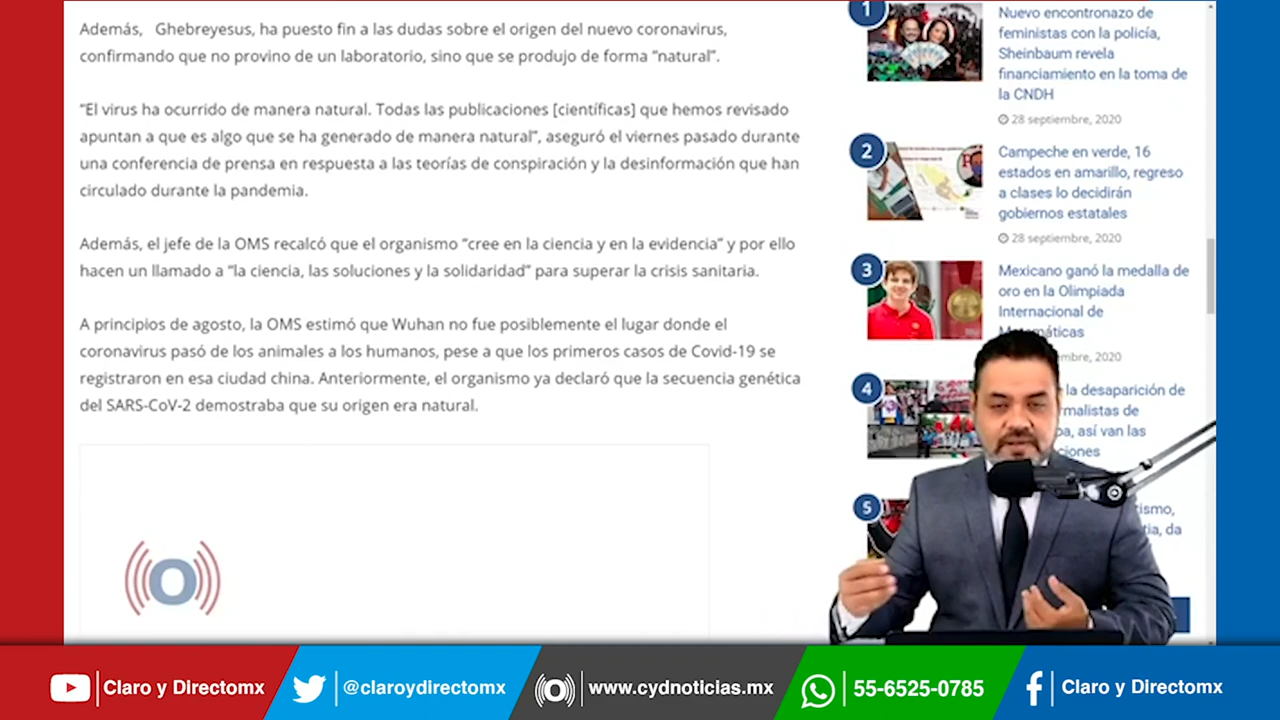 Además, Ghebreyesus, ha puesto fin a las dudas sobre el origen del nuevo coronavirus,
confirmando que no provino de un laboratorio, sino que se produjo de forma "natural".
"El virus ha ocurrido de manera natural. Todas las publicaciones [científicas] que hemos revisado
apuntan a que es algo que se ha generado de manera natural", aseguró el viernes pasado durante
una conferencia de prensa en respuesta a las teorías de conspiración y la desinformación que han
circulado durante la pandemia.
Además, el jefe de la OMS recalcó que el organismo "cree en la ciencia y en la evidencia" y por ello
hacen un llamado a "la ciencia, las soluciones y la solidaridad" para superar la crisis sanitaria.
A principios de agosto, la OMS estimó que Wuhan no fue posiblemente el lugar donde el
coronavirus pasó de los animales a los humanos, pese a que los primeros casos de Covid-19 se
registraron en esa ciudad china. Anteriormente, el organismo ya declaró que la secuencia genética
del SARS-CoV-2 demostraba que su origen era natural.
1
Nuevo encontronazo de
feministas con la policía,
Sheinbaum revela
financiamiento en la toma de
la CNDH
28 septiembre, 2020
2
Campeche en verde, 16
estados en amarillo, regreso
a clases lo decidirán
gobiernos estatales
28 septiembre, 2020
3
Mexicano ganó la medalla de
oro en la Olimpiada
Internacional de
Matemáticas
2020
4
la desaparición de
de
así van las
5
da
Claro y Directomx
@claroydirectomx
www.cydnoticias.mx
55-6525-0785
Claro y Directomx